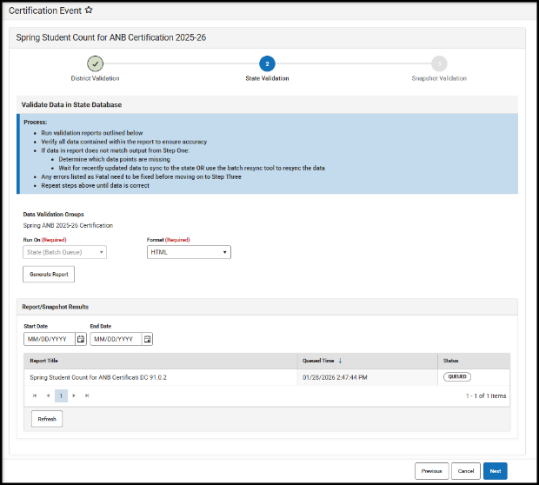 Certification Event
Spring Student Count for ANB Certification 2025-26
2
3
District Validation
State Validation
Snapshot Validation
Validate Data in State Database
Process:
Run validation reports outlined below
Verify all data contained within the report to ensure accuracy
If data in report does not match output from Step One:
Determine which data points are missing
Wait for recently updated data to sync to the state OR use the batch resync tool to resync the data
Any errors listed as Fatal need to be fixed before moving on to Step Three
Repeat steps above until data is correct
Data Validation Groups
Spring ANB 2025-26 Certification
Run On (Required) Format (Required)
State (Batch Queue) HTML
Generate Report
Report/Snapshot Results
Start Date End Date
MM/DD/YYYY MM/DD/YYYY
Report Title Queued Time ↓ Status
Spring Student Count for ANB Certificati DC 91.0.2 01/28/2026 2:47:44 PM QUEUED
1 1 - 1 of 1 items
Refresh
Previous Cancel Next